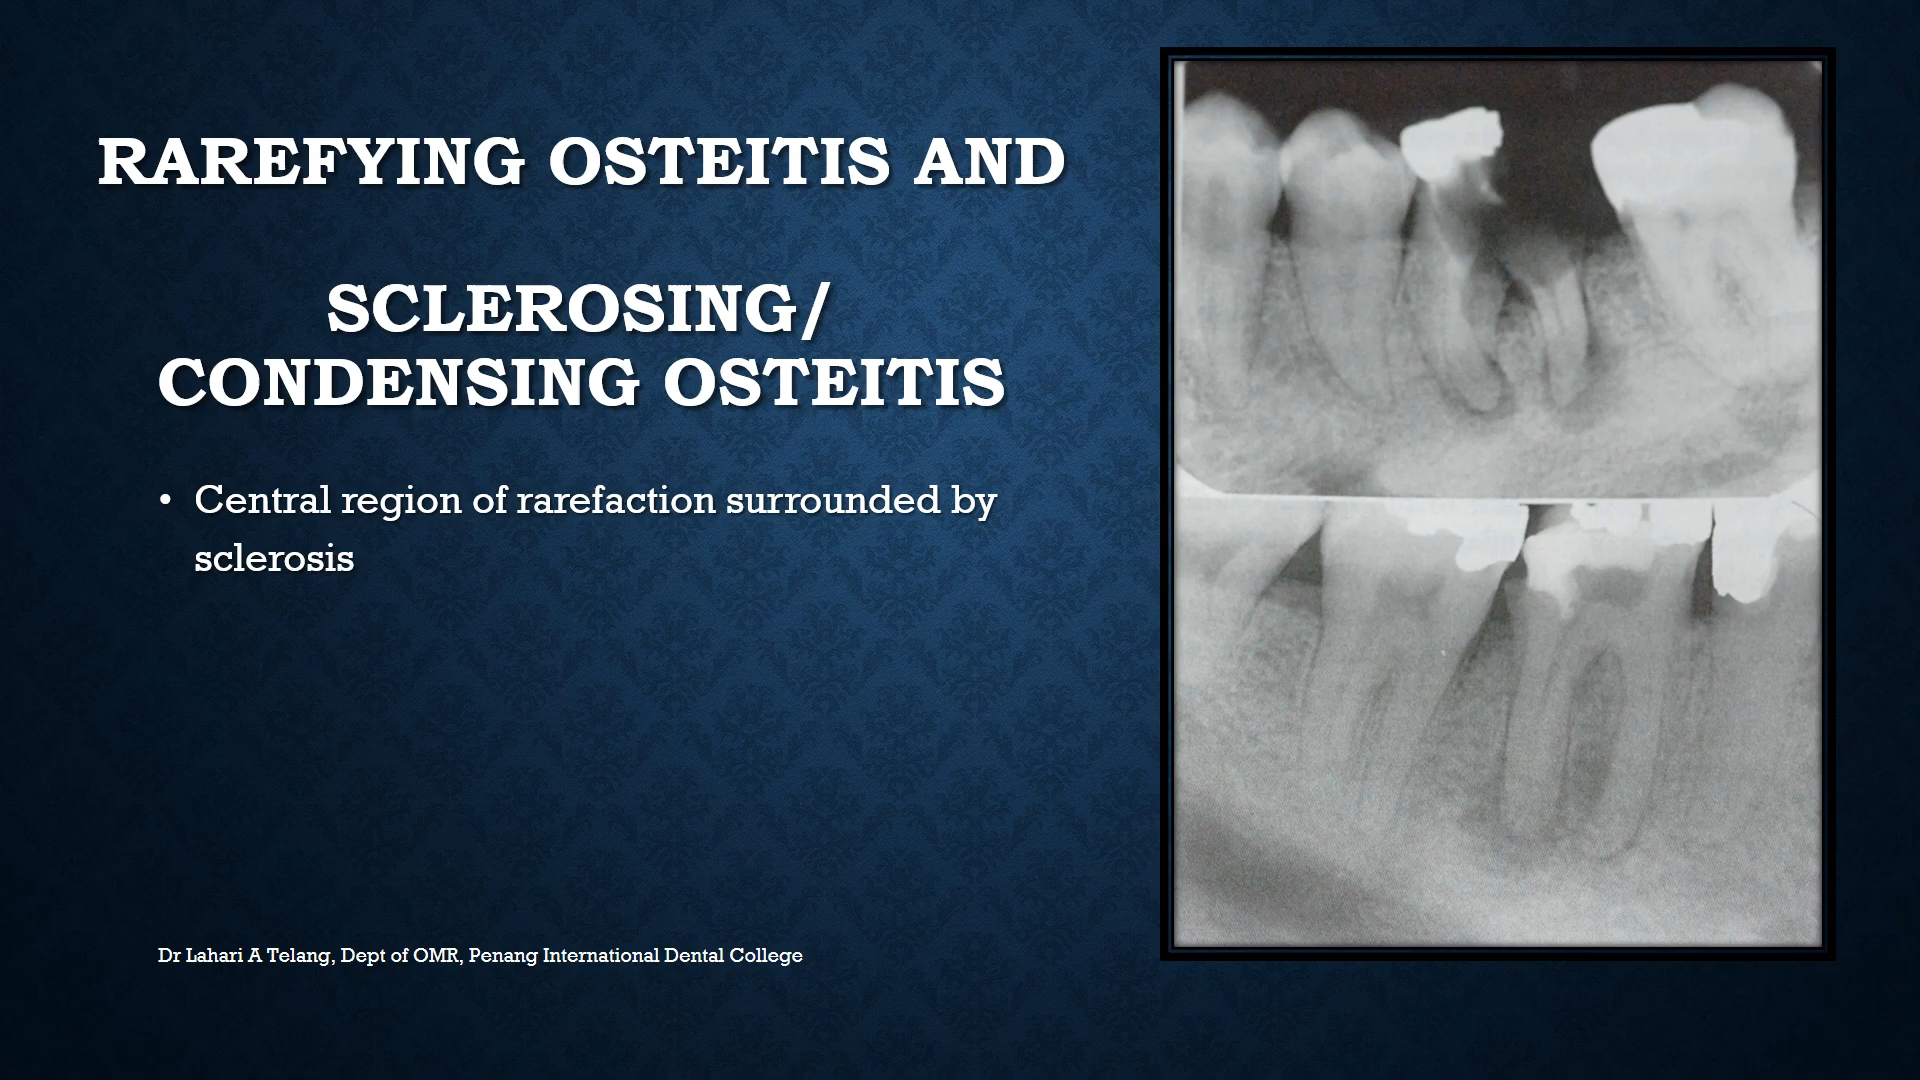 RAREFYING OSTEITIS AND
SCLEROSING/
CONDENSING OSTEITIS
• Central region of rarefaction surrounded by
sclerosis
Dr Lahari A Telang, Dept of OMR, Penang International Dental College